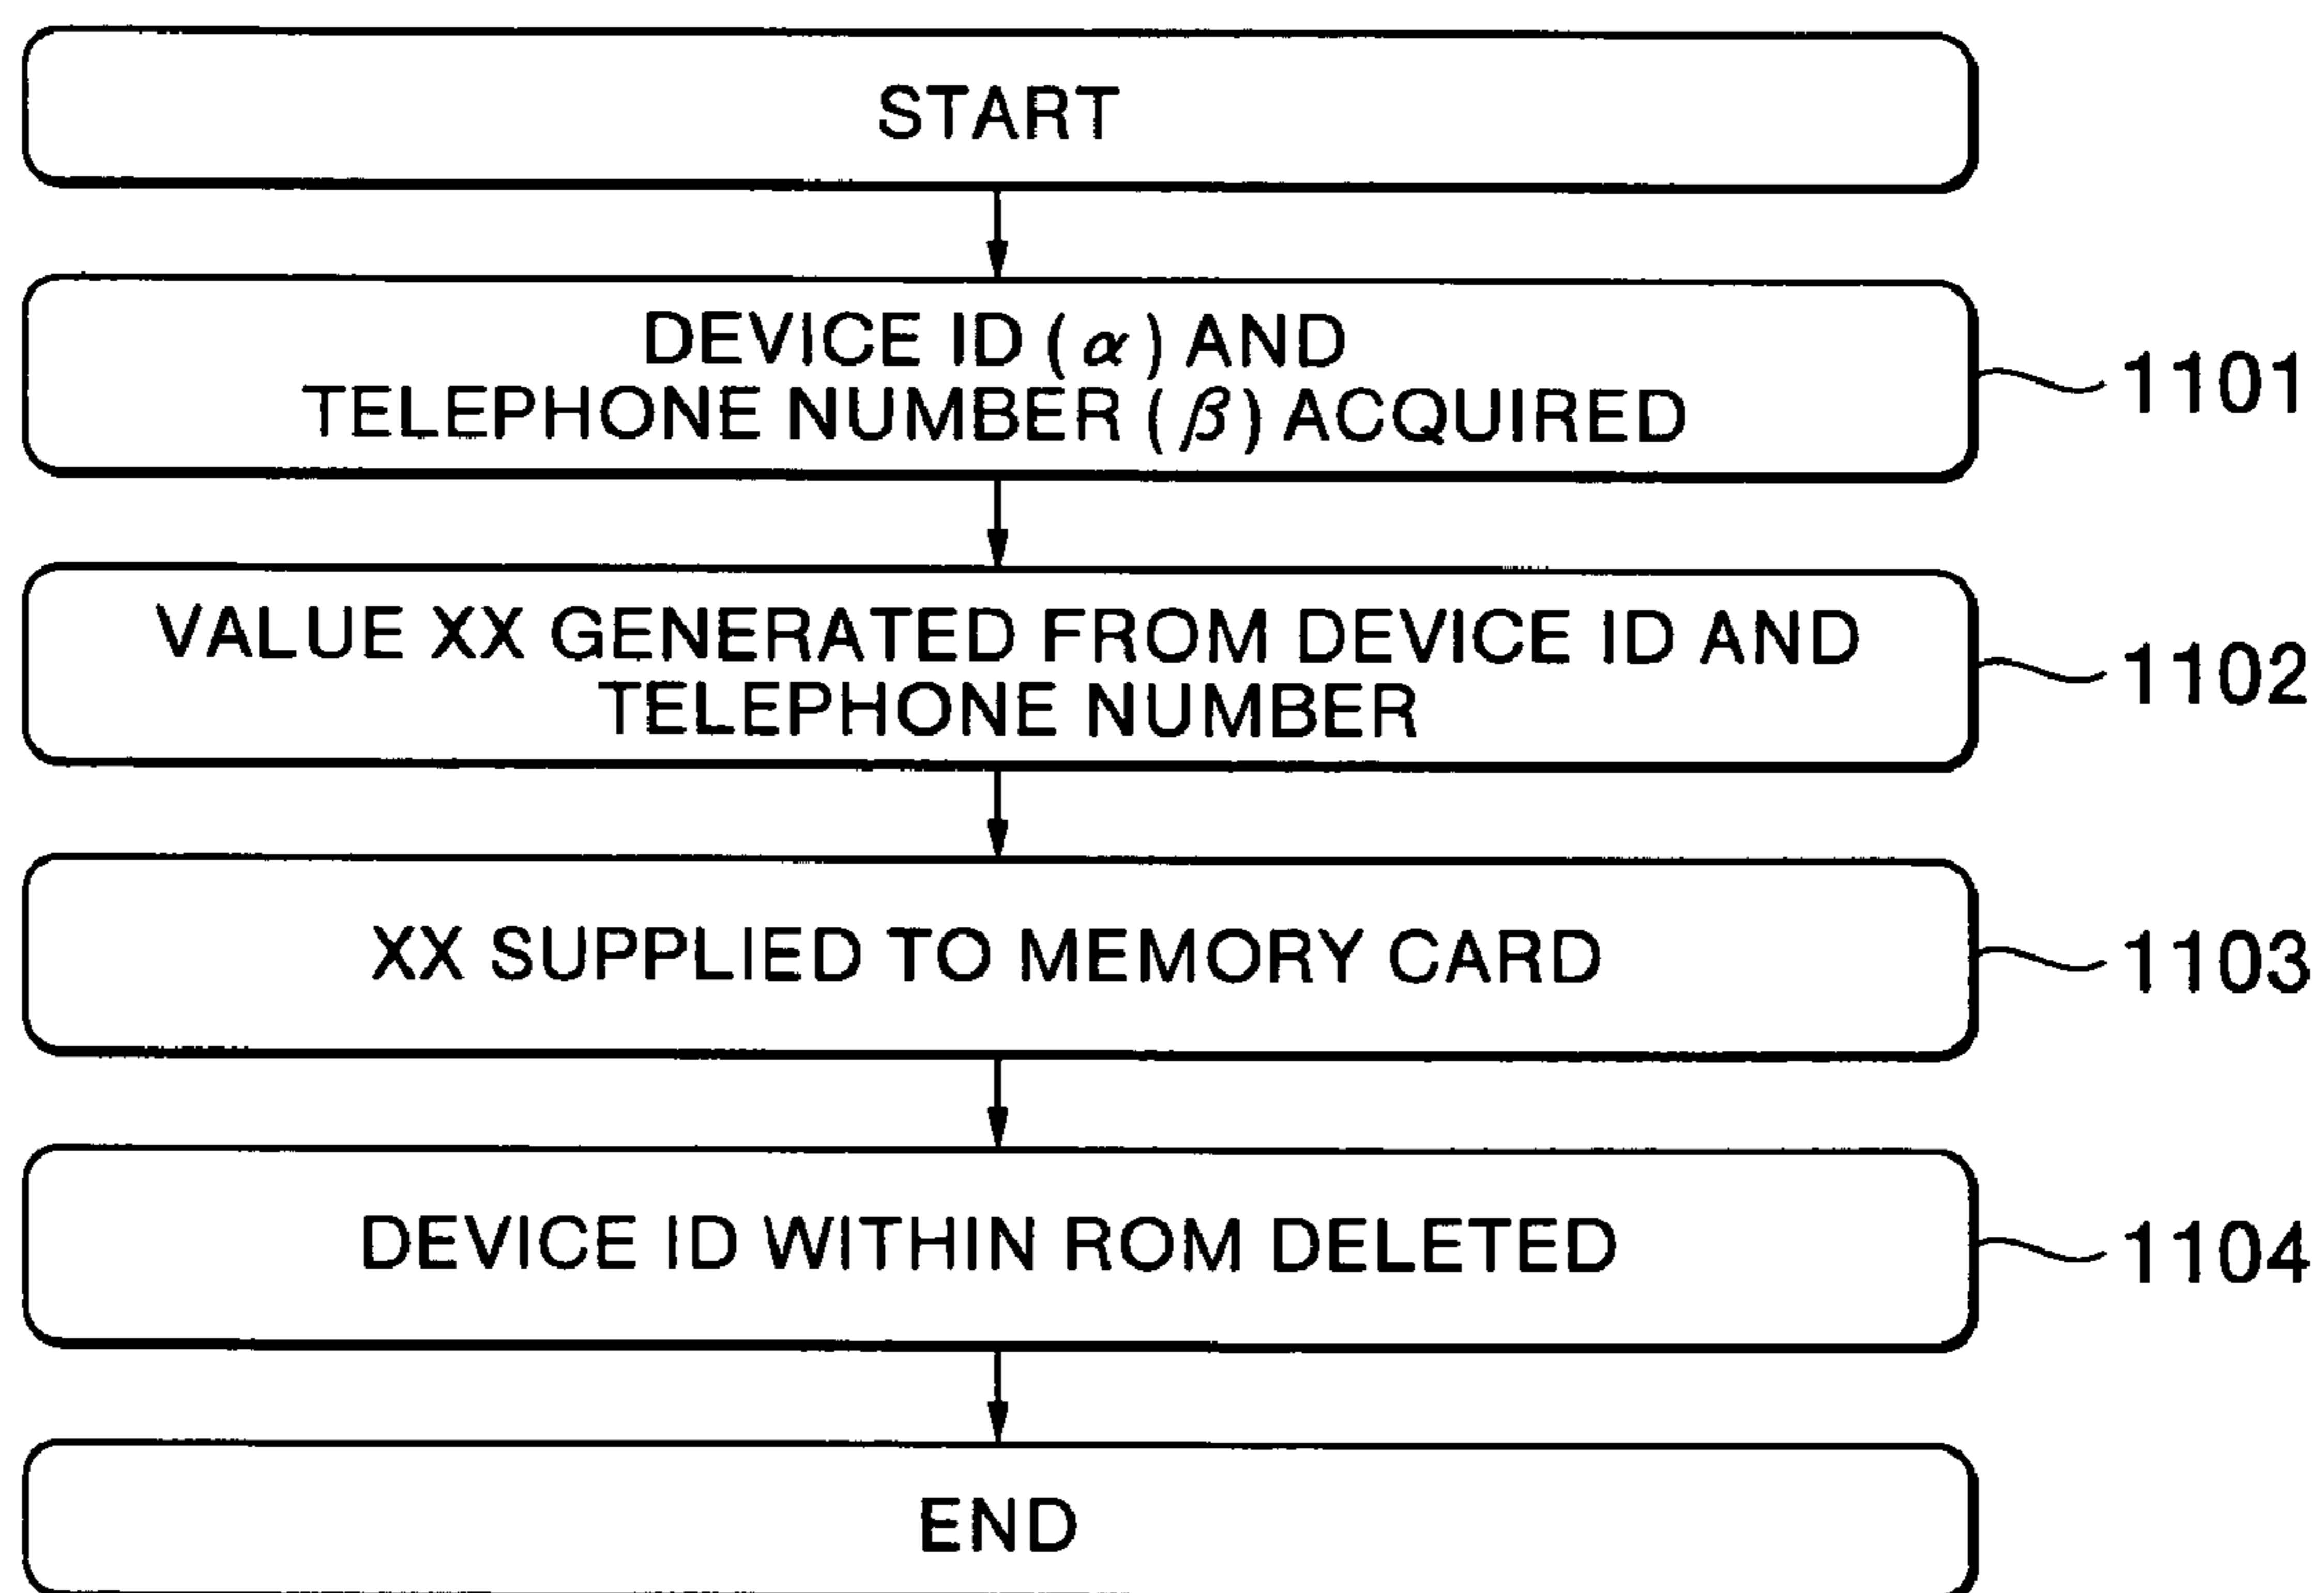 START
DEVICE ID (α) AND
TELEPHONE NUMBER (β) ACQUIRED
1101
VALUE XX GENERATED FROM DEVICE ID AND
TELEPHONE NUMBER
1102
XX SUPPLIED TO MEMORY CARD
1103
DEVICE ID WITHIN ROM DELETED
1104
END